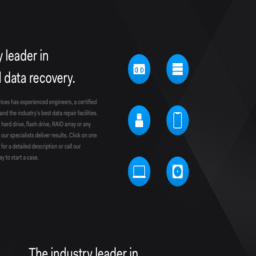 y leader in
l data recovery.
rices has experienced engineers, a certified
and the industry's best data repair facilities.
hard drive, flash drive, RAID array or any
our specialists deliver results. Click on one
for a detailed description or call our
ay to start a case.
The industry leader in